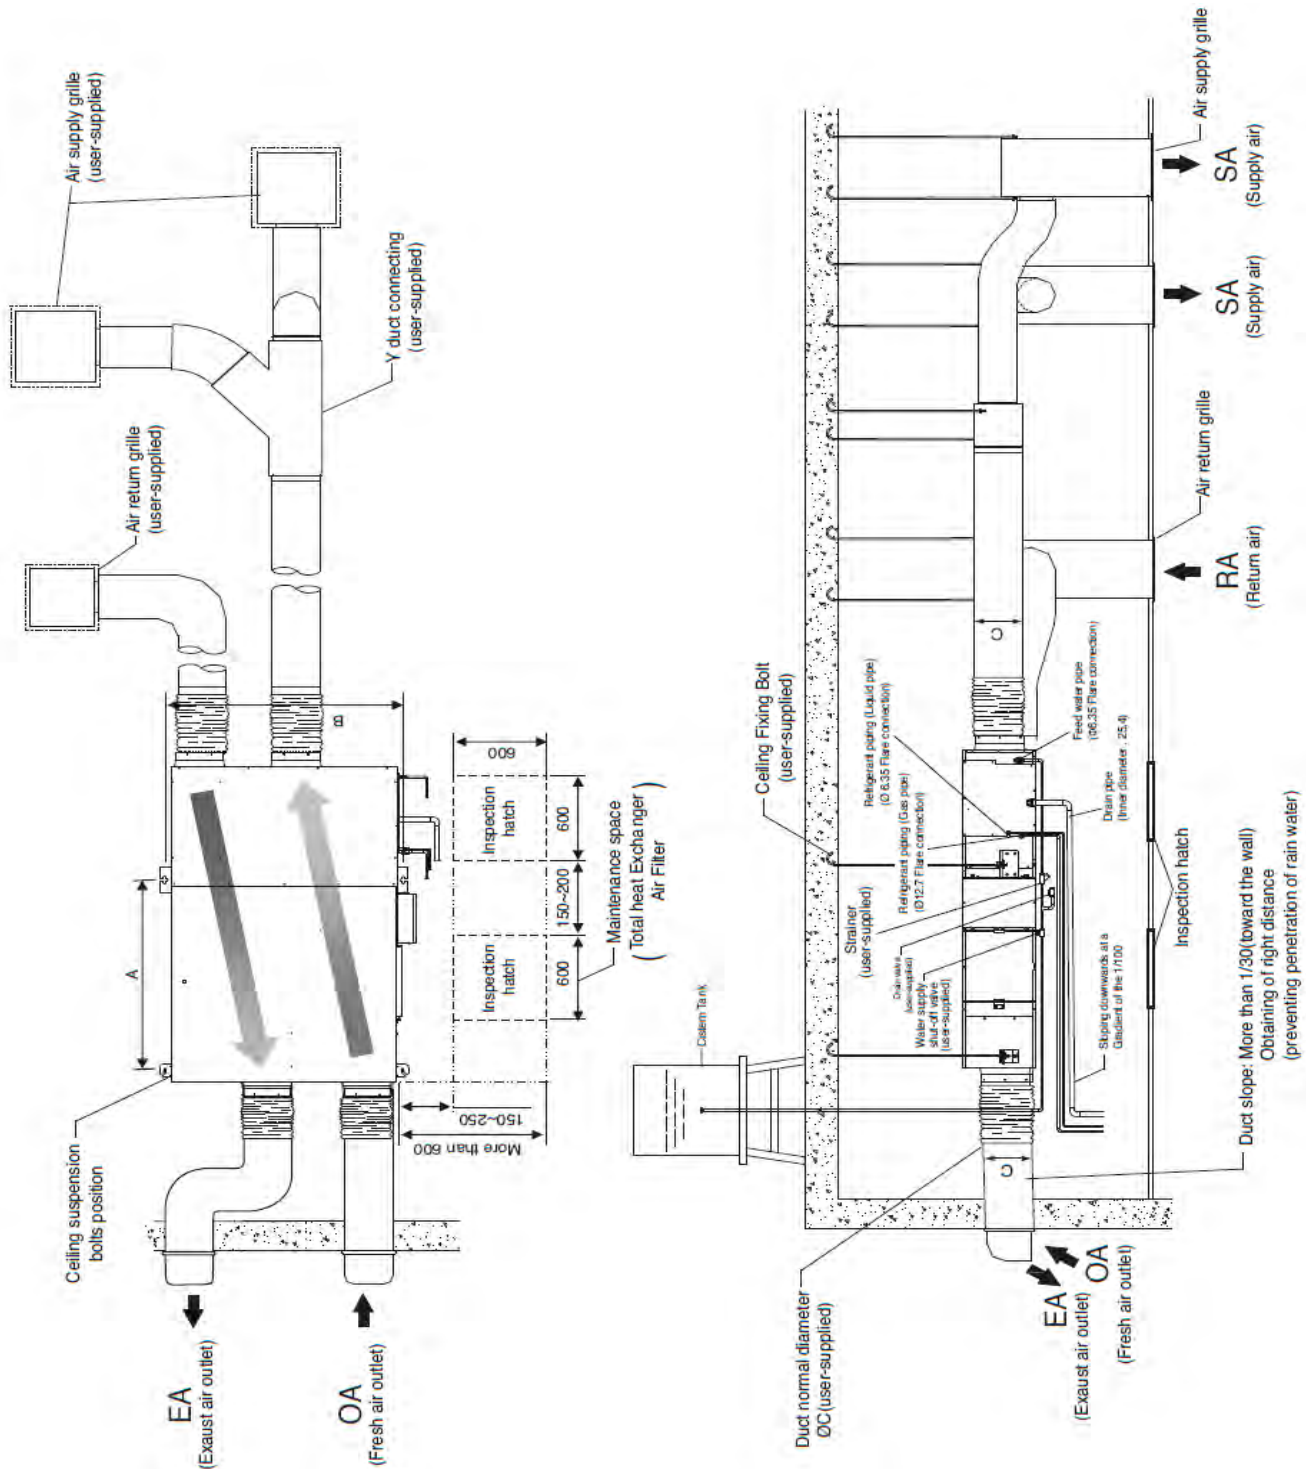 Air supply grille
(user-supplied)
Air return grille
(user-supplied)
Y duct connecting
(user-supplied)
B
600
Inspection
hatch
600
150~200
Inspection
hatch
600
Maintenance space
( Total heat Exchanger )
Air Filter
A
150~250
More than 600
Ceiling suspension
bolts position
EA
(Exaust air outlet)
OA
(Fresh air outlet)
Air supply grille
SA
(Supply air)
SA
(Supply air)
Air return grille
RA
(Return air)
C
Ceiling Fixing Bolt
(user-supplied)
Refrigerant piping (Liquid pipe)
(Ø 6.35 Flare connection)
Refrigerant piping (Gas pipe)
(Ø12.7 Flare connection)
Feed water pipe
(Ø6.35 Flare connection)
Drain pipe
(Inner diameter , 25.4)
Strainer
(user-supplied)
Drain valve
(user-supplied)
Water supply
shut-off valve
(user-supplied)
Cistern Tank
Slipping downwards at a
Gradient of the 1/100
Inspection hatch
Duct slope: More than 1/30(toward the wall)
Obtaining of right distance
(preventing penetration of rain water)
C
Duct normal diameter
ØC(user-supplied)
EA
(Exaust air outlet)
OA
(Fresh air outlet)